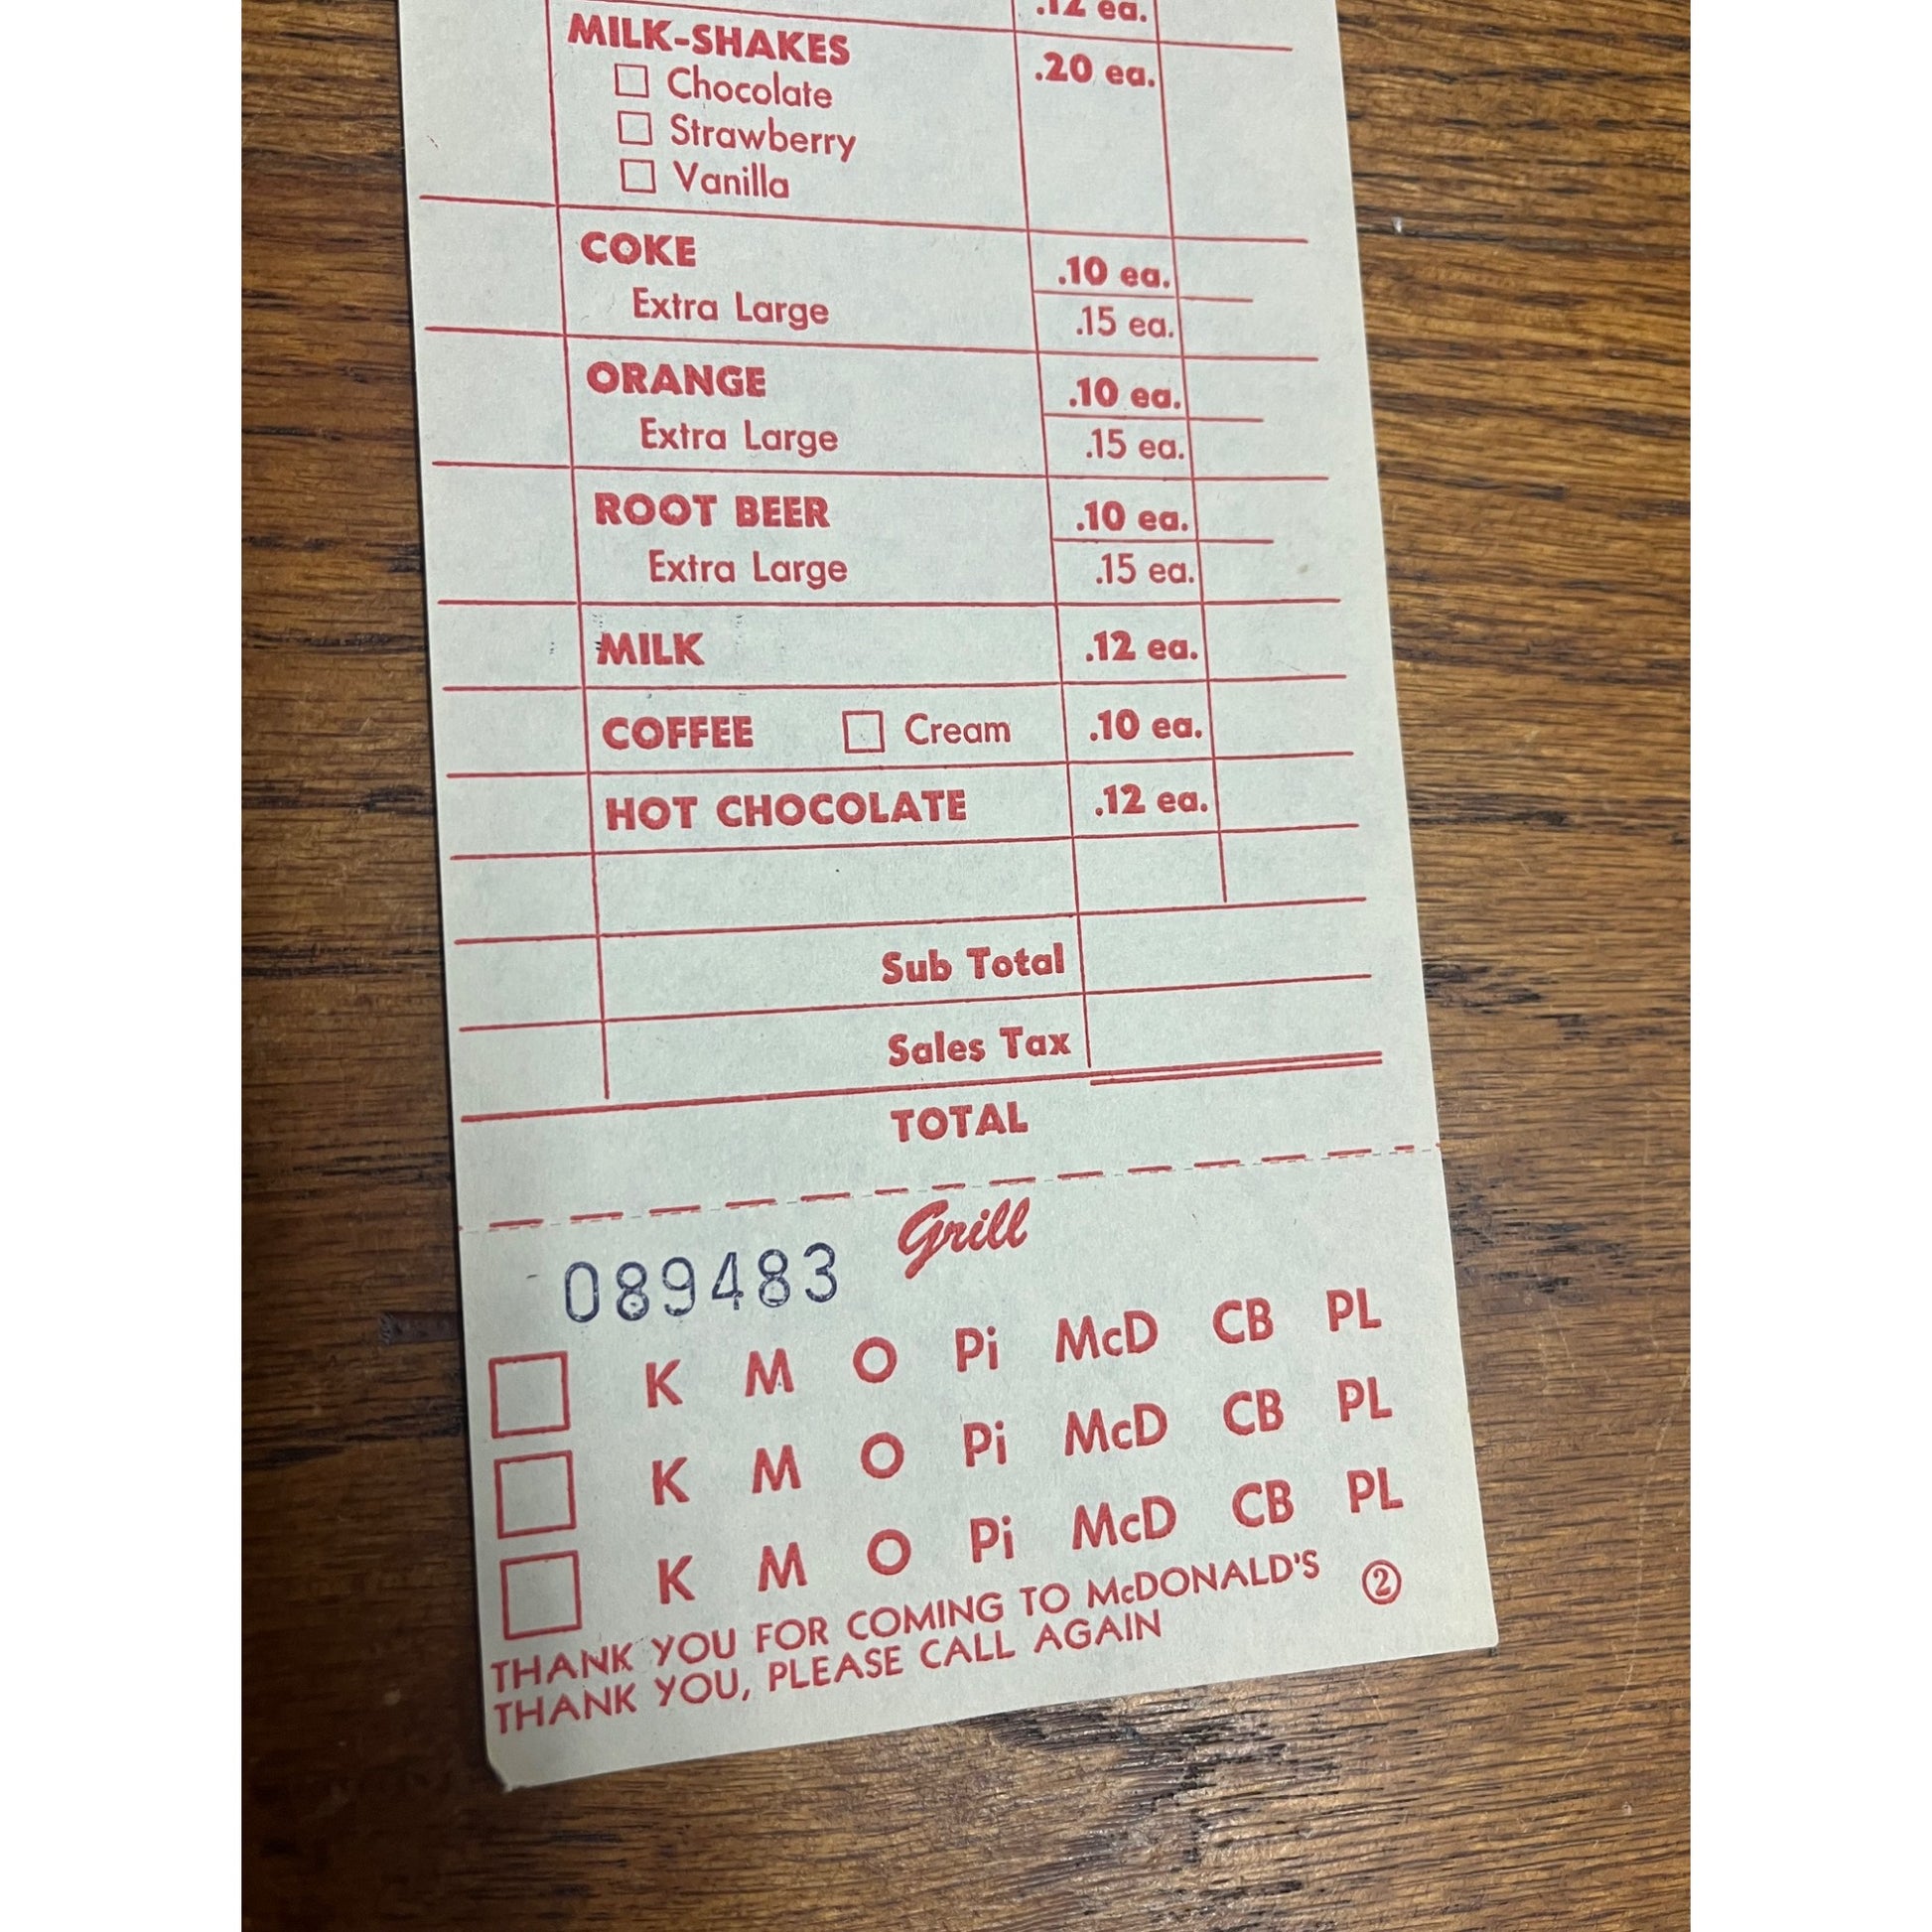 .12 ea.
MILK-SHAKES .20 ea.
Chocolate
Strawberry
Vanilla
COKE .10 ea.
Extra Large .15 ea.
ORANGE .10 ea.
Extra Large .15 ea.
ROOT BEER .10 ea.
Extra Large .15 ea.
MILK .12 ea.
COFFEE Cream .10 ea.
HOT CHOCOLATE .12 ea.
Sub Total
Sales Tax
TOTAL
Grill
089483
K M O Pi McD CB PL
K M O Pi McD CB PL
K M O Pi McD CB PL
THANK YOU FOR COMING TO McDONALD'S ②
THANK YOU, PLEASE CALL AGAIN